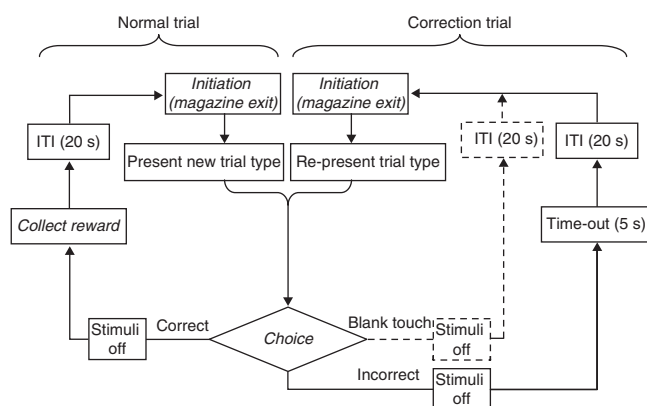 Normal trial
Correction trial
Initiation
(magazine exit)
Initiation
(magazine exit)
ITI (20 s)
ITI (20 s)
ITI (20 s)
Present new trial type
Re-present trial type
Collect reward
Time-out (5 s)
Stimuli
off
Correct
Choice
Blank touch
Stimuli
off
Incorrect
Stimuli
off